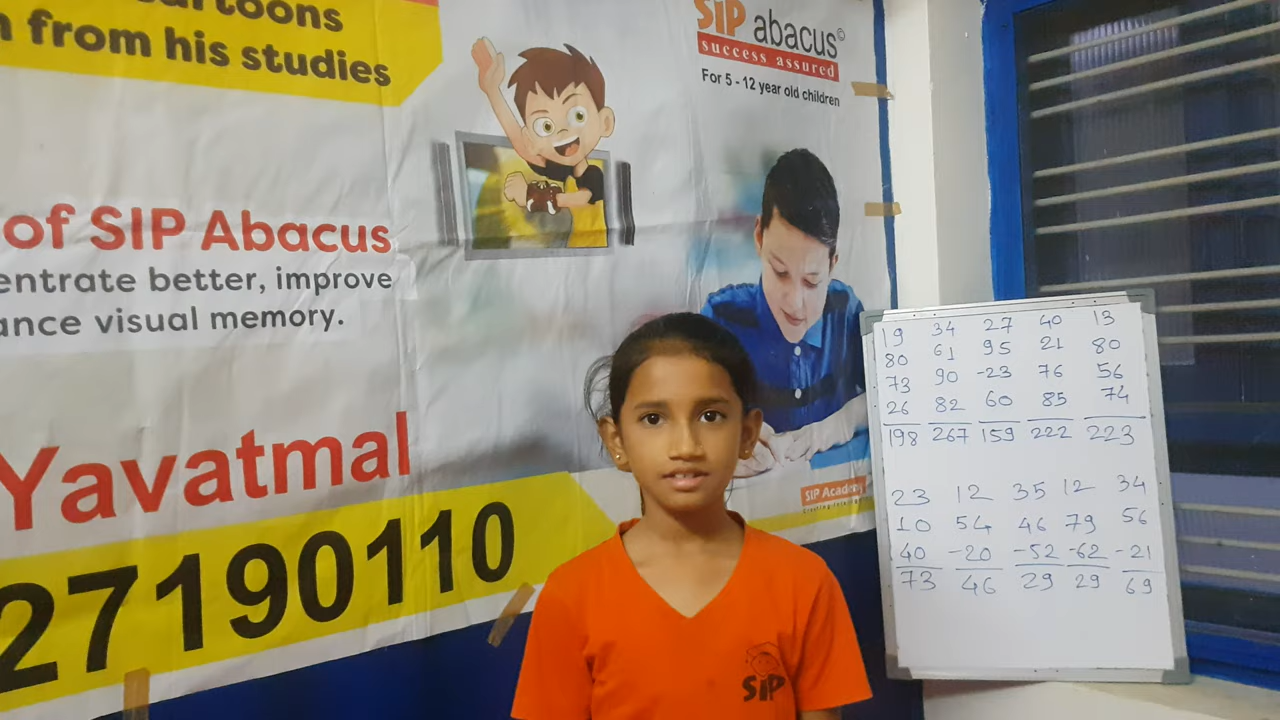 cartoons
from his studies
of SIP Abacus
entrate better, improve
ance visual memory.
Yavatmal
27190110
SIP abacus©
success assured
For 5 - 12 year old children
SIP Academy
SIP
19 34 27 40 13
80 61 95 21 80
73 90 -23 76 56
26 82 60 85 74
198 267 159 222 223
23 12 35 12 34
10 54 46 79 56
40 -20 -52 -62 -21
73 46 29 29 69